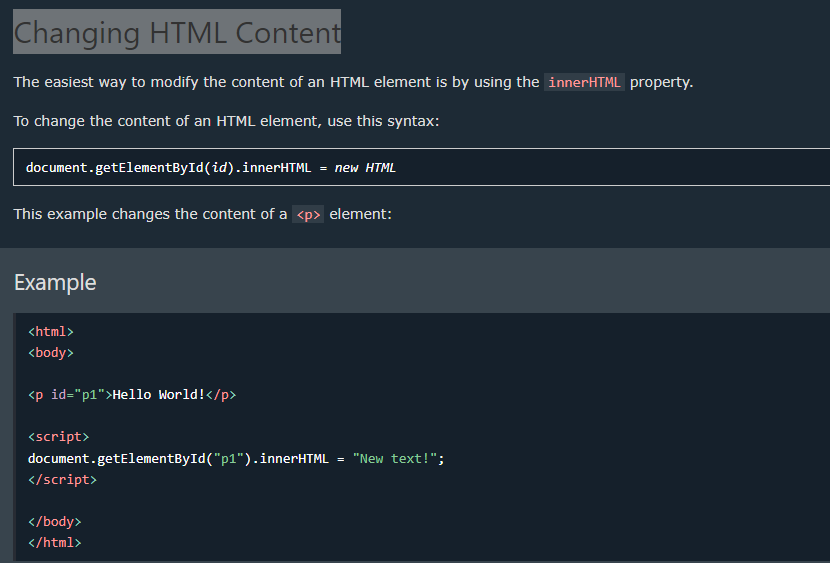 Changing HTML Content
The easiest way to modify the content of an HTML element is by using the innerHTML property.
To change the content of an HTML element, use this syntax:
document.getElementById(id).innerHTML = new HTML
This example changes the content of a <p> element:
Example
<html>
<body>
<p id="p1">Hello World!</p>
<script>
document.getElementById("p1").innerHTML = "New text!";
</script>
</body>
</html>